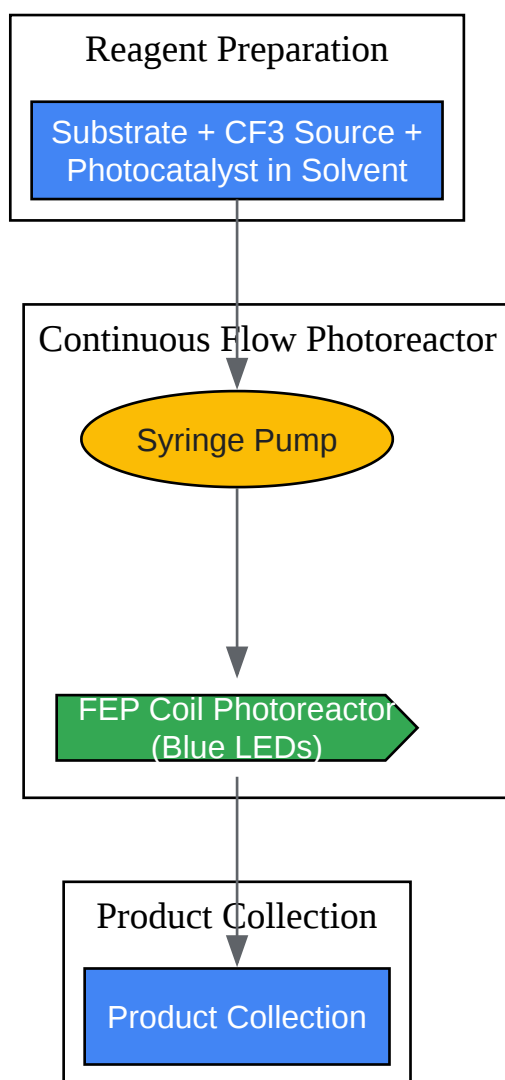 Reagent Preparation
Substrate + CF3 Source +
Photocatalyst in Solvent
Continuous Flow Photoreactor
Syringe Pump
FEP Coil Photoreactor
(Blue LEDs)
Product Collection
Product Collection